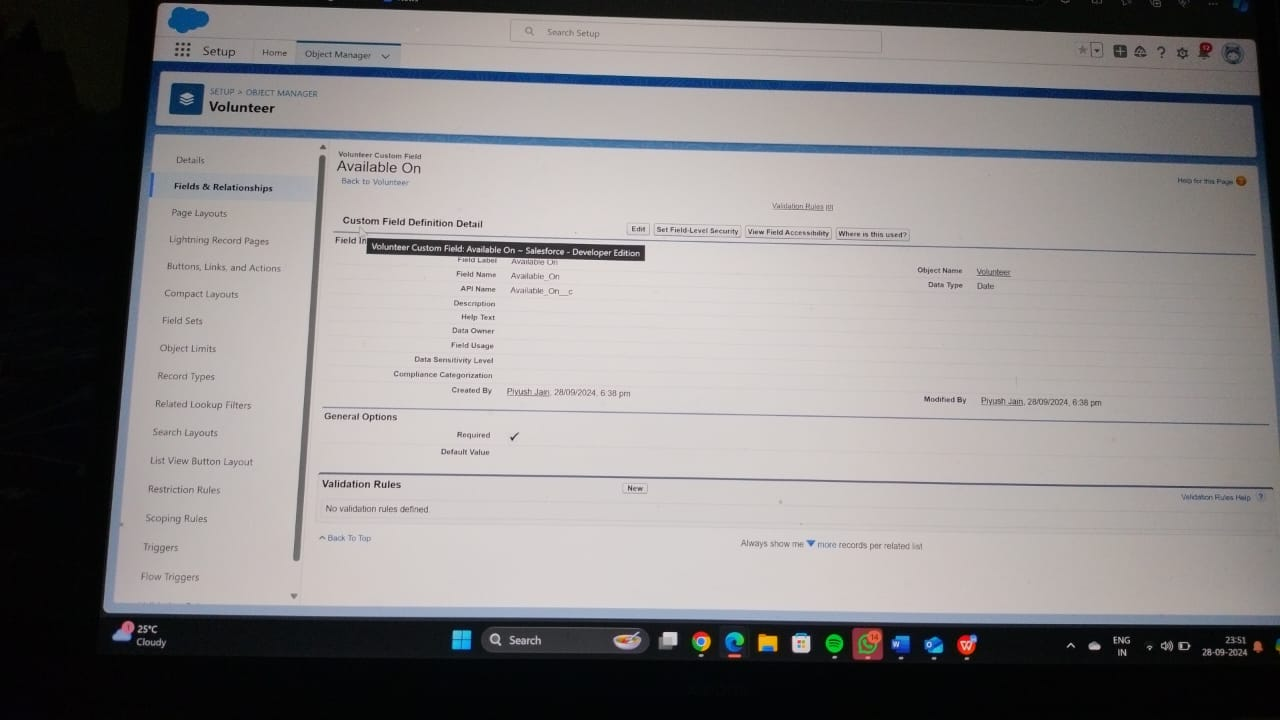 Search Setup
Setup Home Object Manager
12
SETUP > OBJECT MANAGER
Volunteer
Details
Fields & Relationships
Page Layouts
Lightning Record Pages
Buttons, Links, and Actions
Compact Layouts
Field Sets
Object Limits
Record Types
Related Lookup Filters
Search Layouts
List View Button Layout
Restriction Rules
Scoping Rules
Triggers
Flow Triggers
Volunteer Custom Field
Available On
Back to Volunteer
Help for this Page ?
Validation Rules [0]
Custom Field Definition Detail
Edit Set Field-Level Security View Field Accessibility Where is this used?
Volunteer Custom Field: Available On ~ Salesforce - Developer Edition
Field Label Available On
Object Name Volunteer
Field Name Available_On
Data Type Date
API Name Available_On__c
Description
Help Text
Data Owner
Field Usage
Data Sensitivity Level
Compliance Categorization
Created By Piyush Jain, 28/09/2024, 6:38 pm
Modified By Piyush Jain, 28/09/2024, 6:38 pm
General Options
Required ✓
Default Value
Validation Rules New
Validation Rules Help ?
No validation rules defined.
Back To Top
Always show me more records per related list
1
25°C
Cloudy
Search
14
ENG
IN
23:51
28-09-2024